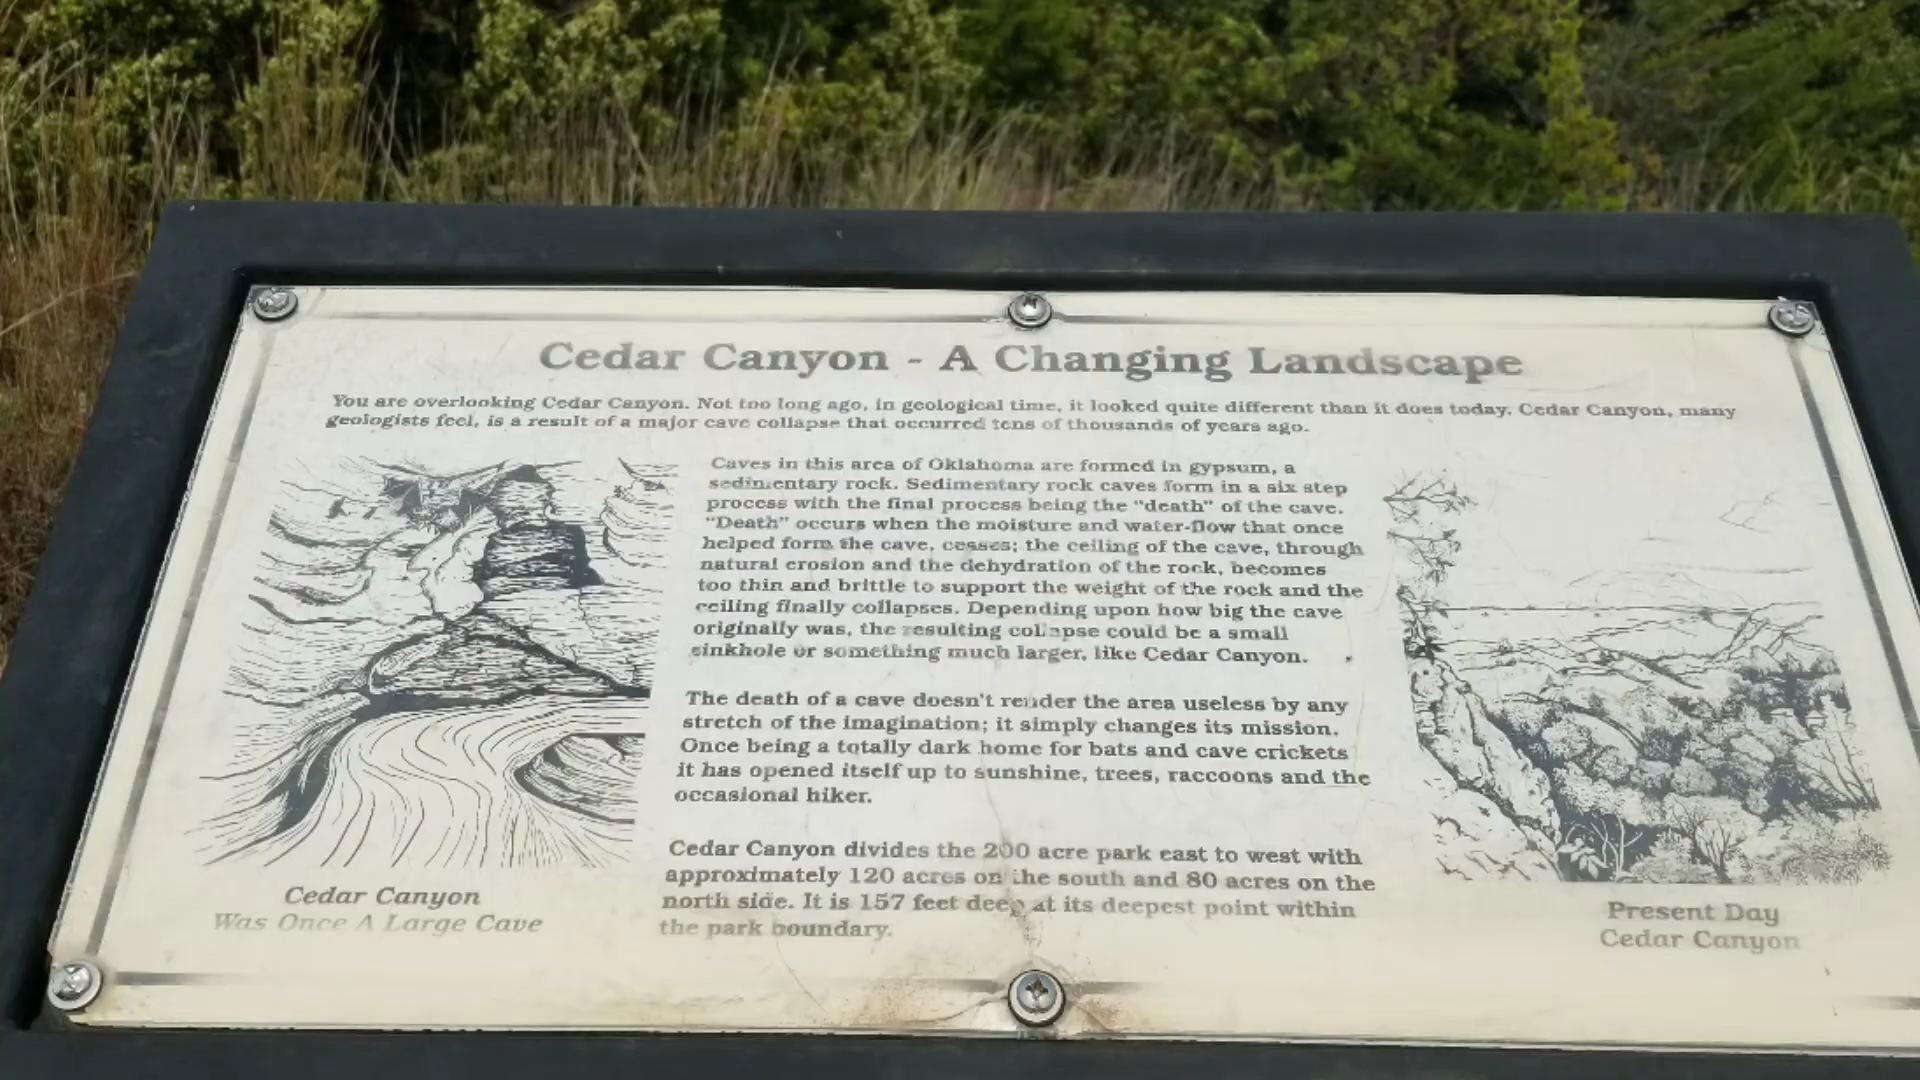 Cedar Canyon - A Changing Landscape
You are overlooking Cedar Canyon. Not too long ago, in geological time, it looked quite different than it does today. Cedar Canyon, many
geologists feel, is a result of a major cave collapse that occurred tens of thousands of years ago.
Caves in this area of Oklahoma are formed in gypsum, a
sedimentary rock. Sedimentary rock caves form in a six step
process with the final process being the "death" of the cave.
"Death" occurs when the moisture and water-flow that once
helped form the cave, ceases; the ceiling of the cave, through
natural erosion and the dehydration of the rock, becomes
too thin and brittle to support the weight of the rock and the
ceiling finally collapses. Depending upon how big the cave
originally was, the resulting collapse could be a small
sinkhole or something much larger, like Cedar Canyon.
The death of a cave doesn't render the area useless by any
stretch of the imagination; it simply changes its mission.
Once being a totally dark home for bats and cave crickets
it has opened itself up to sunshine, trees, raccoons and the
occasional hiker.
Cedar Canyon divides the 200 acre park east to west with
approximately 120 acres on the south and 80 acres on the
north side. It is 157 feet deep at its deepest point within
the park boundary.
Cedar Canyon
Was Once A Large Cave
Present Day
Cedar Canyon